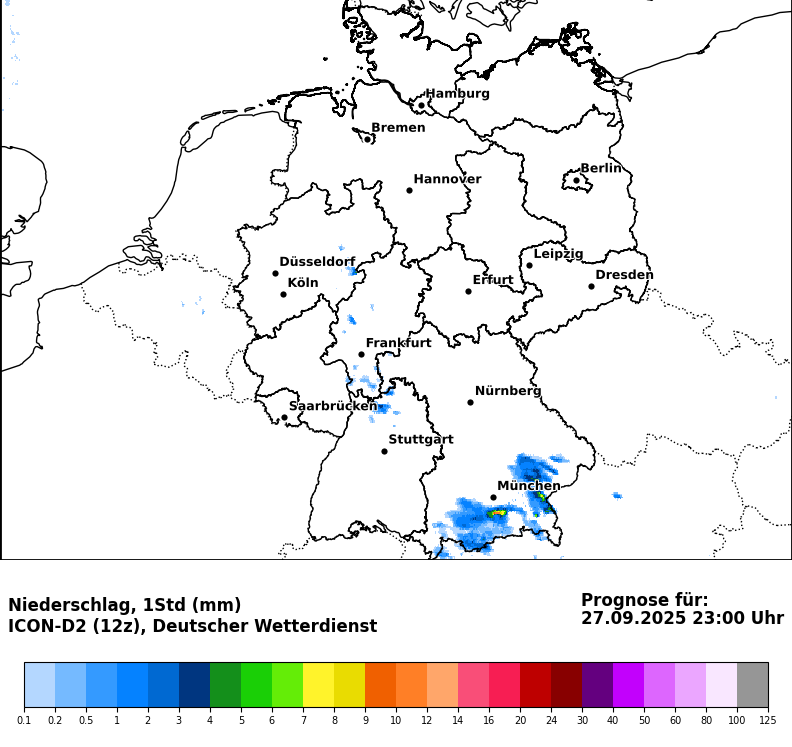 Hamburg
Bremen
Berlin
Hannover
Leipzig
Düsseldorf
Dresden
Köln
Erfurt
Frankfurt
Nürnberg
Saarbrücken
Stuttgart
München
Niederschlag, 1Std (mm)
ICON-D2 (12z), Deutscher Wetterdienst
Prognose für:
27.09.2025 23:00 Uhr
0.1 0.2 0.5 1 2 3 4 5 6 7 8 9 10 12 14 16 20 24 30 40 50 60 80 100 125